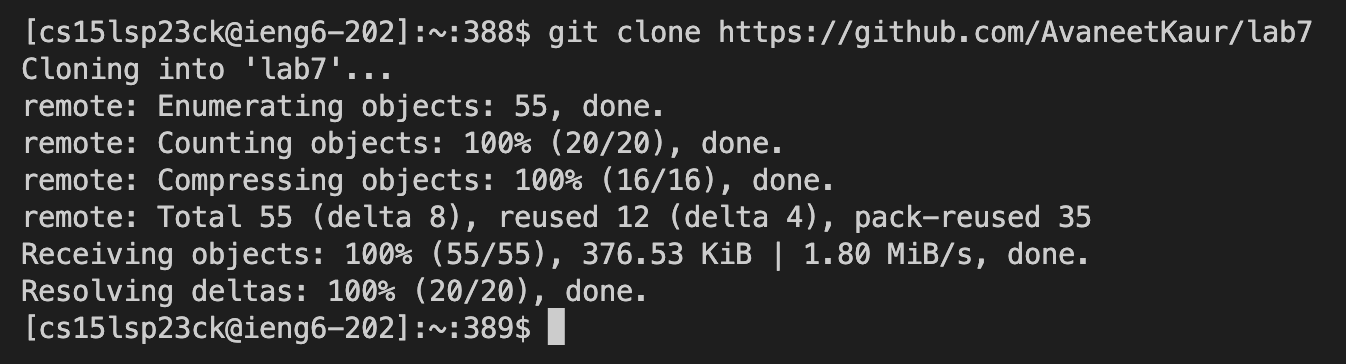 [cs15lsp23ck@ieng6-202]:~:388$ git clone https://github.com/AvaneetKaur/lab7
Cloning into 'lab7'...
remote: Enumerating objects: 55, done.
remote: Counting objects: 100% (20/20), done.
remote: Compressing objects: 100% (16/16), done.
remote: Total 55 (delta 8), reused 12 (delta 4), pack-reused 35
Receiving objects: 100% (55/55), 376.53 KiB | 1.80 MiB/s, done.
Resolving deltas: 100% (20/20), done.
[cs15lsp23ck@ieng6-202]:~:389$